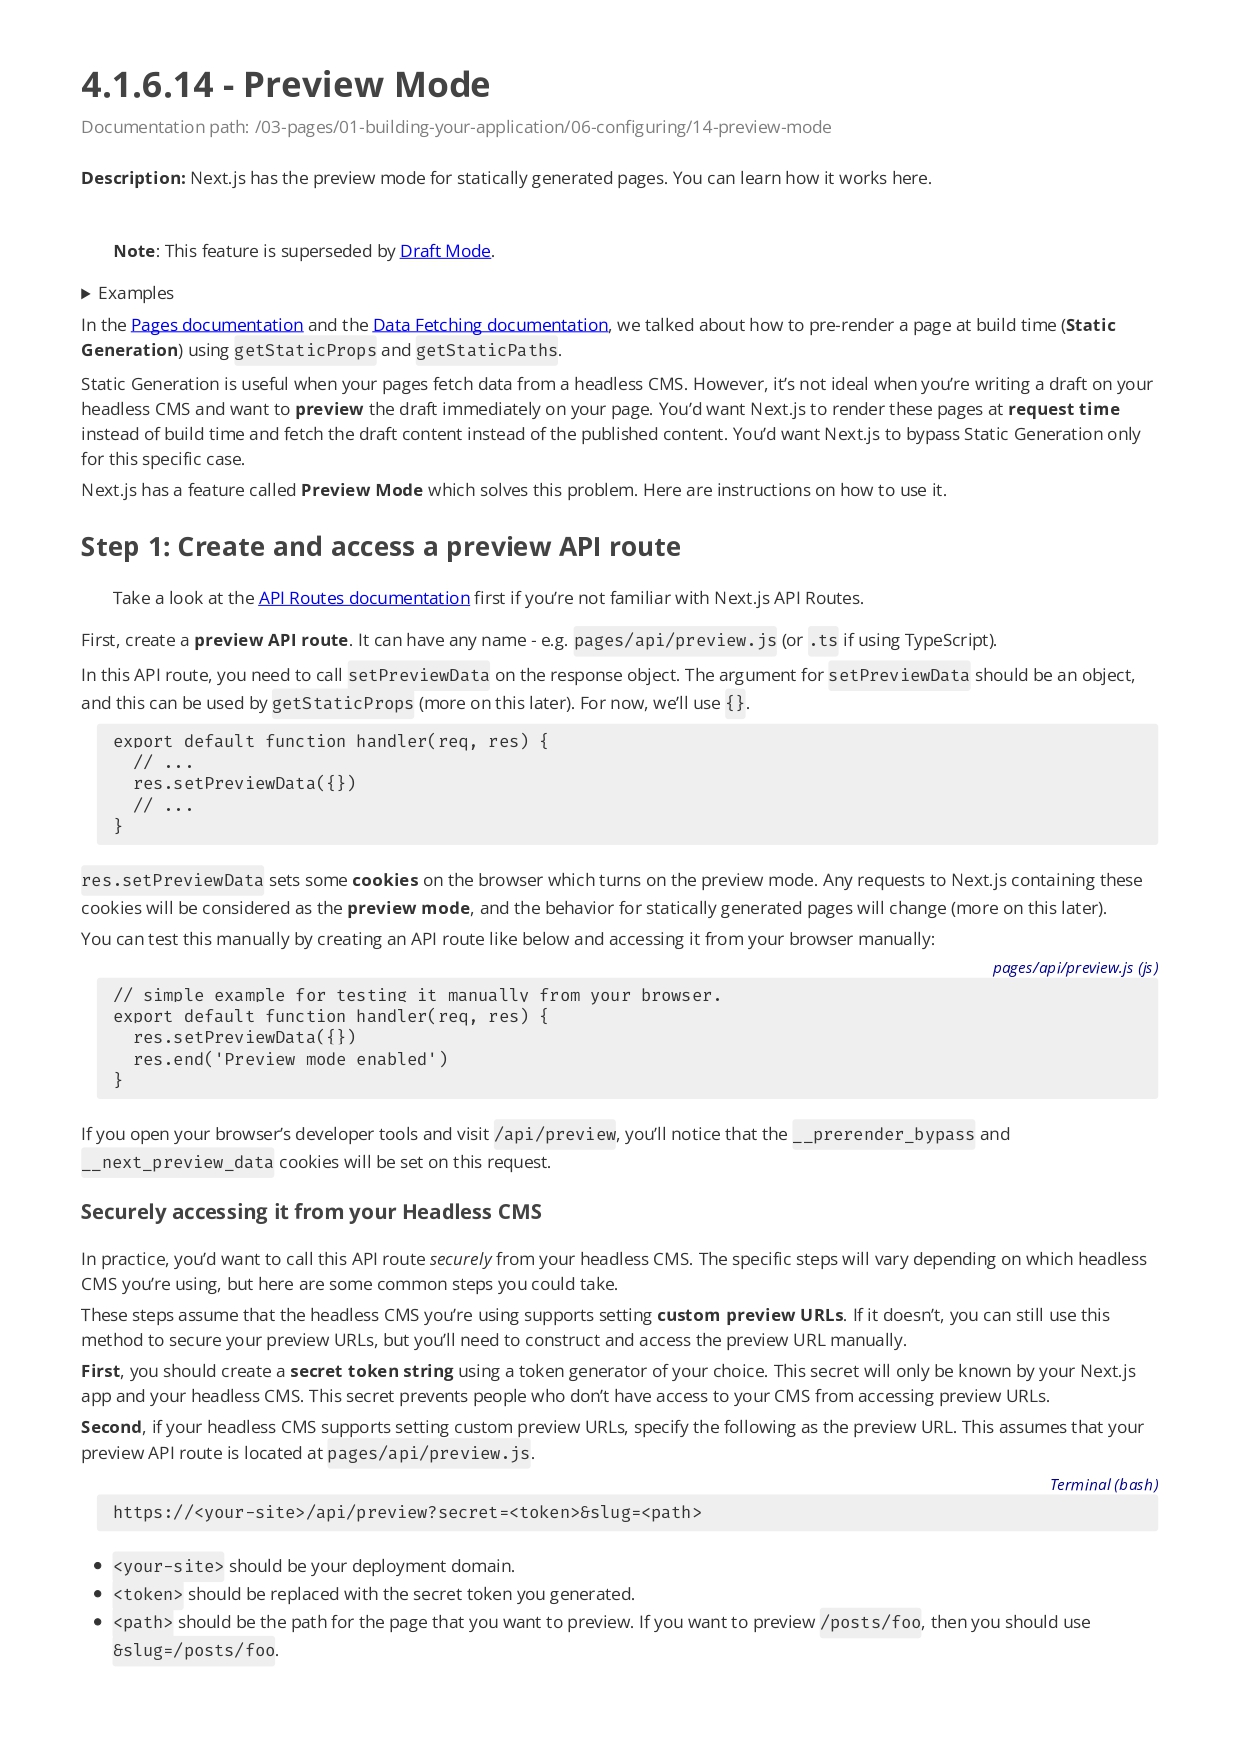 4.1.6.14 - Preview Mode
Documentation path: /03-pages/01-building-your-application/06-configuring/14-preview-mode
Description: Next.js has the preview mode for statically generated pages. You can learn how it works here.
Note: This feature is superseded by Draft Mode.
▶ Examples
In the Pages documentation and the Data Fetching documentation, we talked about how to pre-render a page at build time (Static
Generation) using getStaticProps and getStaticPaths.
Static Generation is useful when your pages fetch data from a headless CMS. However, it’s not ideal when you’re writing a draft on your
headless CMS and want to preview the draft immediately on your page. You’d want Next.js to render these pages at request time
instead of build time and fetch the draft content instead of the published content. You’d want Next.js to bypass Static Generation only
for this specific case.
Next.js has a feature called Preview Mode which solves this problem. Here are instructions on how to use it.
Step 1: Create and access a preview API route
Take a look at the API Routes documentation first if you’re not familiar with Next.js API Routes.
First, create a preview API route. It can have any name - e.g. pages/api/preview.js (or .ts if using TypeScript).
In this API route, you need to call setPreviewData on the response object. The argument for setPreviewData should be an object,
and this can be used by getStaticProps (more on this later). For now, we’ll use {}.
export default function handler(req, res) {
  // ...
  res.setPreviewData({})
  // ...
}
res.setPreviewData sets some cookies on the browser which turns on the preview mode. Any requests to Next.js containing these
cookies will be considered as the preview mode, and the behavior for statically generated pages will change (more on this later).
You can test this manually by creating an API route like below and accessing it from your browser manually:
pages/api/preview.js (js)
// simple example for testing it manually from your browser.
export default function handler(req, res) {
  res.setPreviewData({})
  res.end('Preview mode enabled')
}
If you open your browser’s developer tools and visit /api/preview, you’ll notice that the __prerender_bypass and
__next_preview_data cookies will be set on this request.
Securely accessing it from your Headless CMS
In practice, you’d want to call this API route securely from your headless CMS. The specific steps will vary depending on which headless
CMS you’re using, but here are some common steps you could take.
These steps assume that the headless CMS you’re using supports setting custom preview URLs. If it doesn’t, you can still use this
method to secure your preview URLs, but you’ll need to construct and access the preview URL manually.
First, you should create a secret token string using a token generator of your choice. This secret will only be known by your Next.js
app and your headless CMS. This secret prevents people who don’t have access to your CMS from accessing preview URLs.
Second, if your headless CMS supports setting custom preview URLs, specify the following as the preview URL. This assumes that your
preview API route is located at pages/api/preview.js.
Terminal (bash)
https://<your-site>/api/preview?secret=<token>&slug=<path>
• <your-site> should be your deployment domain.
• <token> should be replaced with the secret token you generated.
• <path> should be the path for the page that you want to preview. If you want to preview /posts/foo, then you should use
&slug=/posts/foo.